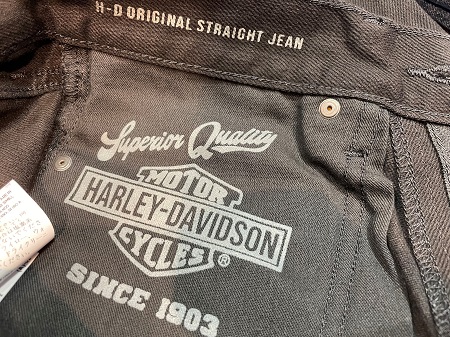 H-D ORIGINAL STRAIGHT JEAN
Superior Quality
MOTOR
HARLEY-DAVIDSON
CYCLES®
SINCE 1903